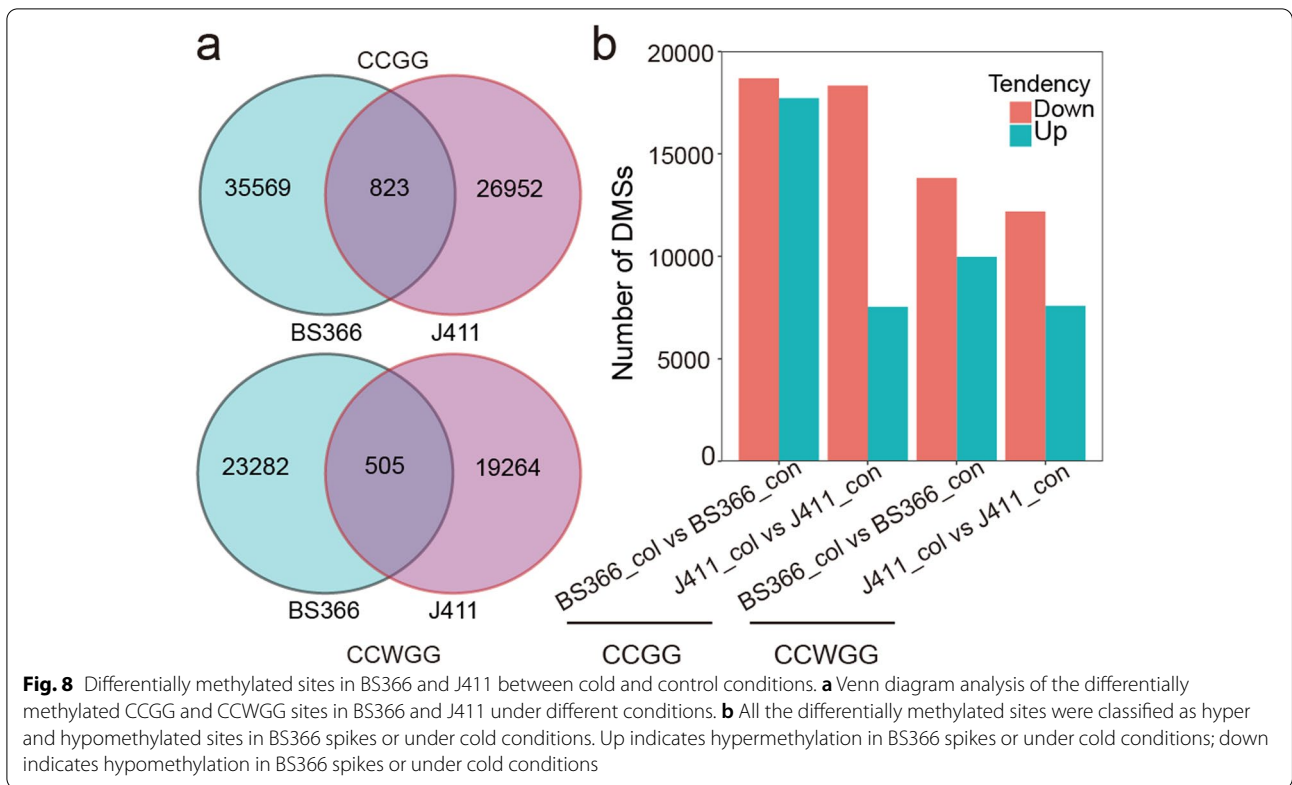 a
CCGG
35569
823
26952
BS366
J411
23282
505
19264
BS366
J411
CCWGG
b
20000
15000
10000
5000
0
Number of DMSs
Tendency
Down
Up
BS366_col vs BS366_con
J411_col vs J411_con
BS366_col vs BS366_con
J411_col vs J411_con
CCGG
CCWGG
Fig. 8 Differentially methylated sites in BS366 and J411 between cold and control conditions. a Venn diagram analysis of the differentially
methylated CCGG and CCWGG sites in BS366 and J411 under different conditions. b All the differentially methylated sites were classified as hyper
and hypomethylated sites in BS366 spikes or under cold conditions. Up indicates hypermethylation in BS366 spikes or under cold conditions; down
indicates hypomethylation in BS366 spikes or under cold conditions